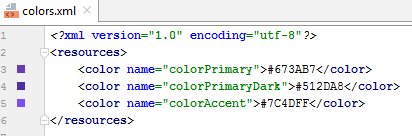 colors.xml
1 <?xml version="1.0" encoding="utf-8"?>
2 <resources>
3 <color name="colorPrimary">#673AB7</color>
4 <color name="colorPrimaryDark">#512DA8</color>
5 <color name="colorAccent">#7C4DFF</color>
6 </resources>